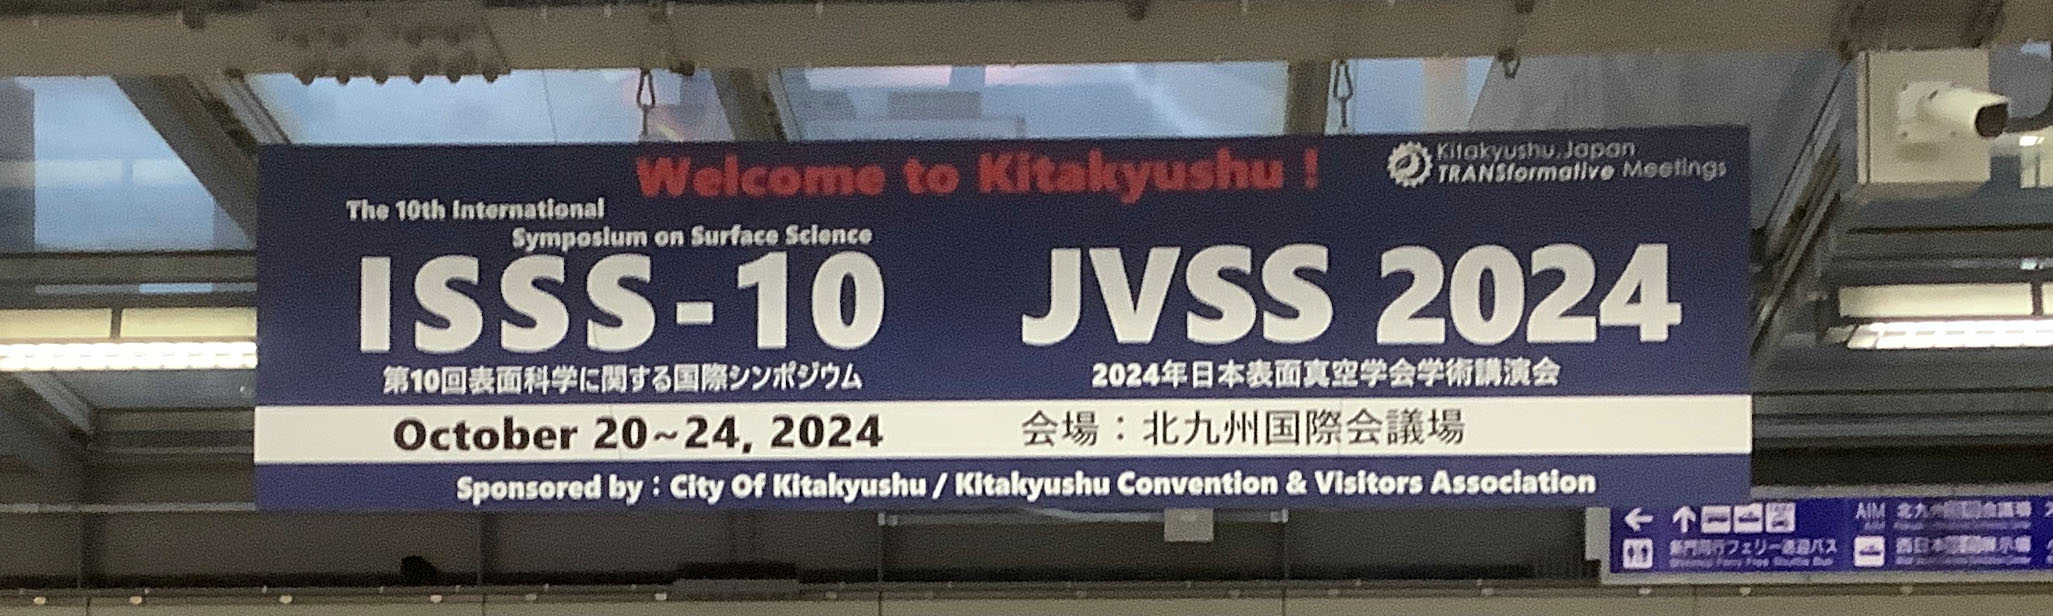 Welcome to Kitakyushu !
Kitakyushu, Japan
TRANSformative Meetings
The 10th International
Symposium on Surface Science
ISSS-10
第10回表面科学に関する国際シンポジウム
JVSS 2024
2024年日本表面真空学会学術講演会
October 20~24, 2024
会場：北九州国際会議場
Sponsored by : City Of Kitakyushu / Kitakyushu Convention & Visitors Association
← ↑
AIM 北九州国際会議場
新門司行フェリー送迎バス
西日本総合展示場